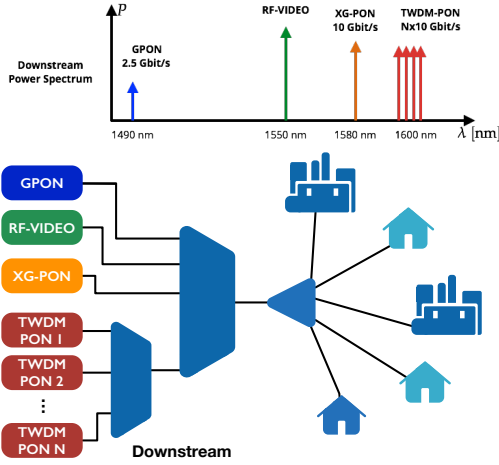 P
RF-VIDEO
XG-PON
10 Gbit/s
TWDM-PON
Nx10 Gbit/s
GPON
2.5 Gbit/s
Downstream
Power Spectrum
1490 nm
1550 nm
1580 nm
1600 nm
λ [nm]
GPON
RF-VIDEO
XG-PON
TWDM
PON 1
TWDM
PON 2
⋮
TWDM
PON N
Downstream